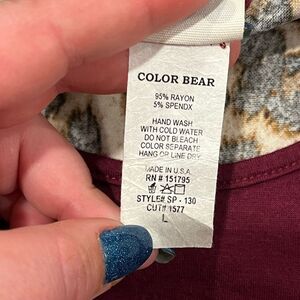 COLOR BEAR
95% RAYON
5% SPENDX
HAND WASH
WITH COLD WATER
DO NOT BLEACH
COLOR SEPARATE
HANG OR LINE DRY
MADE IN U.S.A.
RN # 151795
STYLE# SP - 130
CUT# 1577
L